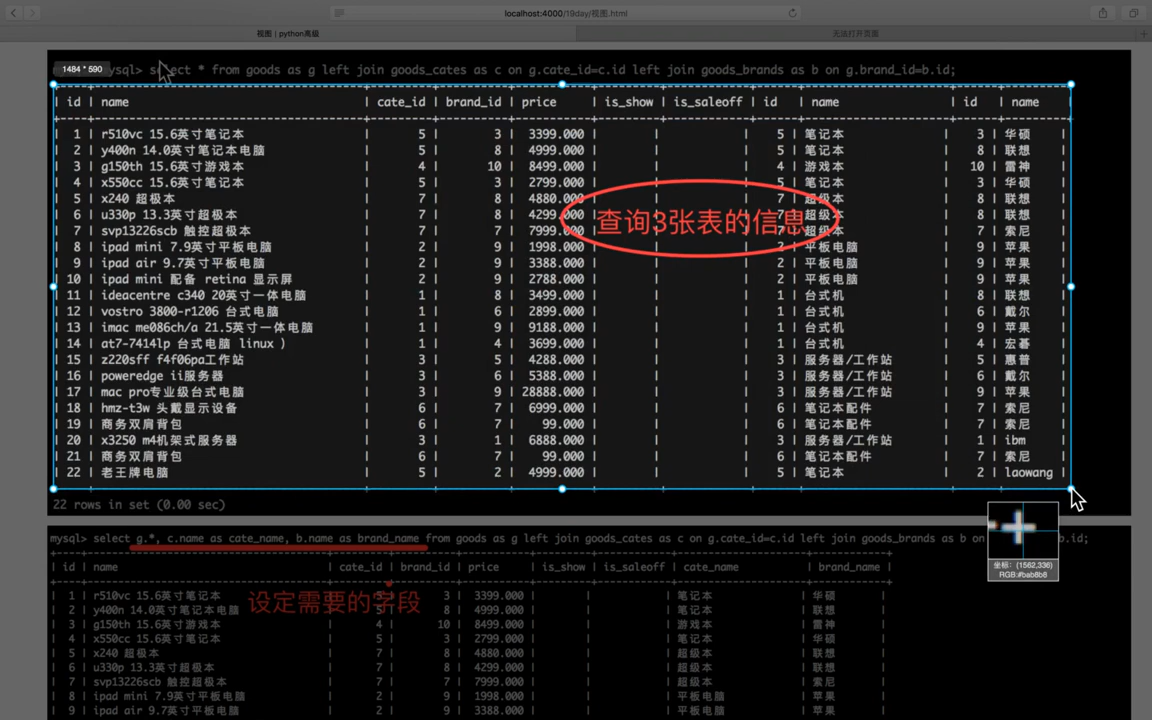 localhost:4000/19day/视图.html
视图 | python高级
无法打开页面
1484 * 590
mysql> select * from goods as g left join goods_cates as c on g.cate_id=c.id left join goods_brands as b on g.brand_id=b.id;
| id | name | cate_id | brand_id | price | is_show | is_saleoff | id | name | id | name |
| 1 | r510vc 15.6英寸笔记本 | 5 | 3 | 3399.000 | | | 5 | 笔记本 | 3 | 华硕 |
| 2 | y400n 14.0英寸笔记本电脑 | 5 | 8 | 4999.000 | | | 5 | 笔记本 | 8 | 联想 |
| 3 | g150th 15.6英寸游戏本 | 4 | 10 | 8499.000 | | | 4 | 游戏本 | 10 | 雷神 |
| 4 | x550cc 15.6英寸笔记本 | 5 | 3 | 2799.000 | | | 5 | 笔记本 | 3 | 华硕 |
| 5 | x240 超极本 | 7 | 8 | 4880.000 | | | 7 | 超级本 | 8 | 联想 |
| 6 | u330p 13.3英寸超极本 | 7 | 8 | 4299.000 | | | 7 | 超级本 | 8 | 联想 |
查询3张表的信息
| 7 | svp13226scb 触控超极本 | 7 | 7 | 7999.000 | | | 7 | 超级本 | 7 | 索尼 |
| 8 | ipad mini 7.9英寸平板电脑 | 2 | 9 | 1998.000 | | | 2 | 平板电脑 | 9 | 苹果 |
| 9 | ipad air 9.7英寸平板电脑 | 2 | 9 | 3388.000 | | | 2 | 平板电脑 | 9 | 苹果 |
| 10 | ipad mini 配备 retina 显示屏 | 2 | 9 | 2788.000 | | | 2 | 平板电脑 | 9 | 苹果 |
| 11 | ideacentre c340 20英寸一体电脑 | 1 | 8 | 3499.000 | | | 1 | 台式机 | 8 | 联想 |
| 12 | vostro 3800-r1206 台式电脑 | 1 | 6 | 2899.000 | | | 1 | 台式机 | 6 | 戴尔 |
| 13 | imac me086ch/a 21.5英寸一体电脑 | 1 | 9 | 9188.000 | | | 1 | 台式机 | 9 | 苹果 |
| 14 | at7-7414lp 台式电脑 linux ) | 1 | 4 | 3699.000 | | | 1 | 台式机 | 4 | 宏碁 |
| 15 | z220sff f4f06pa工作站 | 3 | 5 | 4288.000 | | | 3 | 服务器/工作站 | 5 | 惠普 |
| 16 | poweredge ii服务器 | 3 | 6 | 5388.000 | | | 3 | 服务器/工作站 | 6 | 戴尔 |
| 17 | mac pro专业级台式电脑 | 3 | 9 | 28888.000 | | | 3 | 服务器/工作站 | 9 | 苹果 |
| 18 | hmz-t3w 头戴显示设备 | 6 | 7 | 6999.000 | | | 6 | 笔记本配件 | 7 | 索尼 |
| 19 | 商务双肩背包 | 6 | 7 | 99.000 | | | 6 | 笔记本配件 | 7 | 索尼 |
| 20 | x3250 m4机架式服务器 | 3 | 1 | 6888.000 | | | 3 | 服务器/工作站 | 1 | ibm |
| 21 | 商务双肩背包 | 6 | 7 | 99.000 | | | 6 | 笔记本配件 | 7 | 索尼 |
| 22 | 老王牌电脑 | 5 | 2 | 4999.000 | | | 5 | 笔记本 | 2 | laowang |
22 rows in set (0.00 sec)
坐标: (1562,336)
RGB:#bab8b8
mysql> select g.*, c.name as cate_name, b.name as brand_name from goods as g left join goods_cates as c on g.cate_id=c.id left join goods_brands as b on id;
| id | name | cate_id | brand_id | price | is_show | is_saleoff | cate_name | brand_name |
| 1 | r510vc 15.6英寸笔记本 | 3 | 3399.000 | | | 笔记本 | 华硕 |
设定需要的字段
| 2 | y400n 14.0英寸笔记本电脑 | 8 | 4999.000 | | | 笔记本 | 联想 |
| 3 | g150th 15.6英寸游戏本 | 4 | 10 | 8499.000 | | | 游戏本 | 雷神 |
| 4 | x550cc 15.6英寸笔记本 | 5 | 3 | 2799.000 | | | 笔记本 | 华硕 |
| 5 | x240 超极本 | 7 | 8 | 4880.000 | | | 超级本 | 联想 |
| 6 | u330p 13.3英寸超极本 | 7 | 8 | 4299.000 | | | 超级本 | 联想 |
| 7 | svp13226scb 触控超极本 | 7 | 7 | 7999.000 | | | 超级本 | 索尼 |
| 8 | ipad mini 7.9英寸平板电脑 | 2 | 9 | 1998.000 | | | 平板电脑 | 苹果 |
| 9 | ipad air 9.7英寸平板电脑 | 2 | 9 | 3388.000 | | | 平板电脑 | 苹果 |